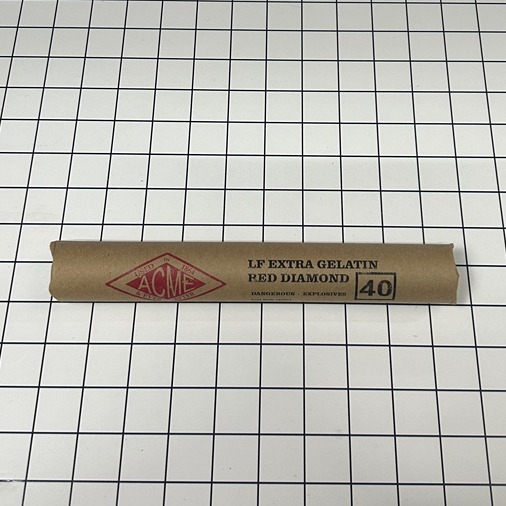 ACME
LF EXTRA GELATIN
RED DIAMOND
DANGEROUS - EXPLOSIVES
40